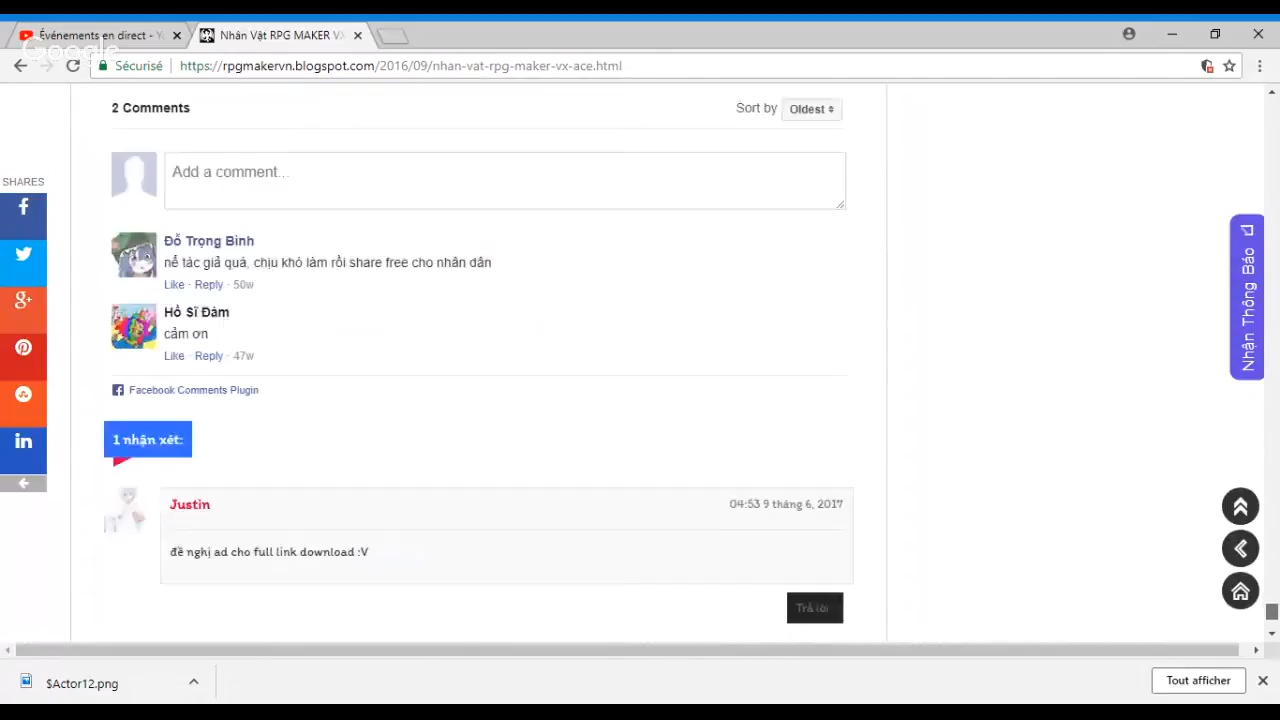 Événements en direct - Y
Nhân Vật RPG MAKER VX
Google
Sécurisé
https://rpgmakervn.blogspot.com/2016/09/nhan-vat-rpg-maker-vx-ace.html
2 Comments
Sort by Oldest
SHARES
Add a comment...
Đỗ Trọng Bình
nể tác giả quá, chịu khó làm rồi share free cho nhân dân
Like · Reply · 50w
Hồ Sĩ Đảm
cảm ơn
Like · Reply · 47w
Facebook Comments Plugin
Nhận Thông Báo
1 nhận xét:
Justin
04:53 9 tháng 6, 2017
đề nghị ad cho full link download :V
Trả lời
$Actor12.png
Tout afficher